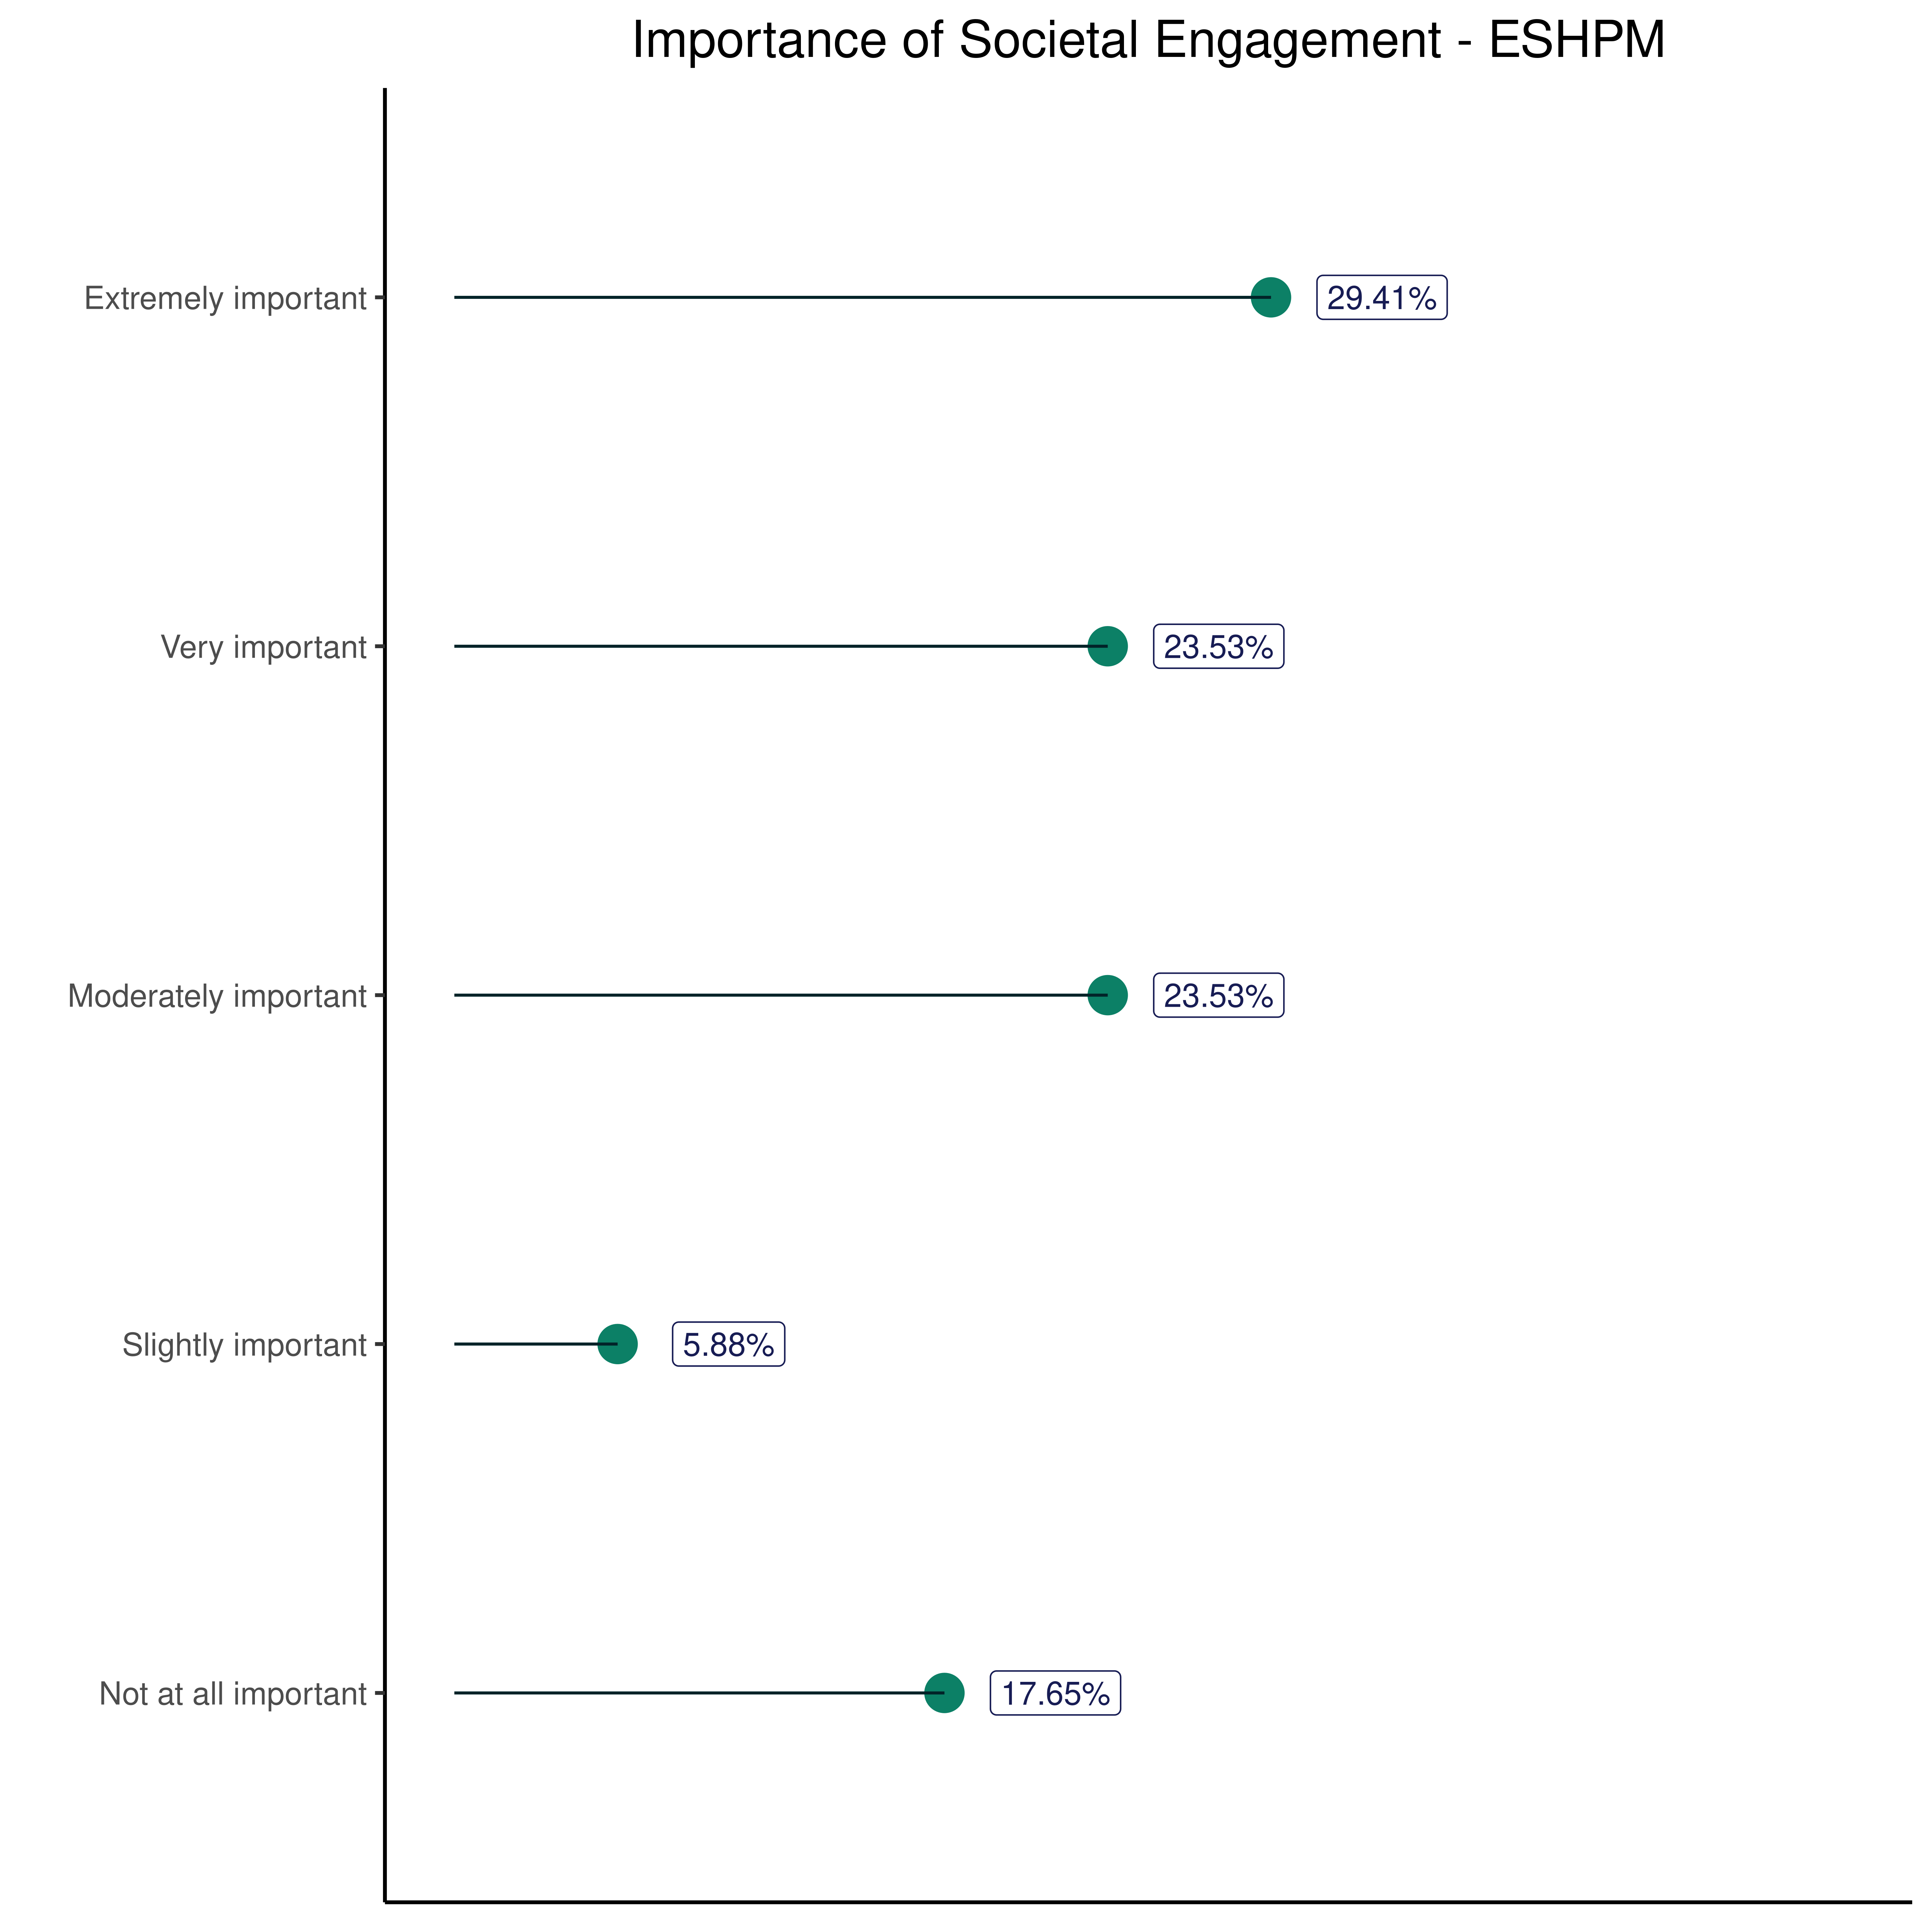 Importance of Societal Engagement - ESHPM
Extremely important
29.41%
Very important
23.53%
Moderately important
23.53%
Slightly important
5.88%
Not at all important
17.65%